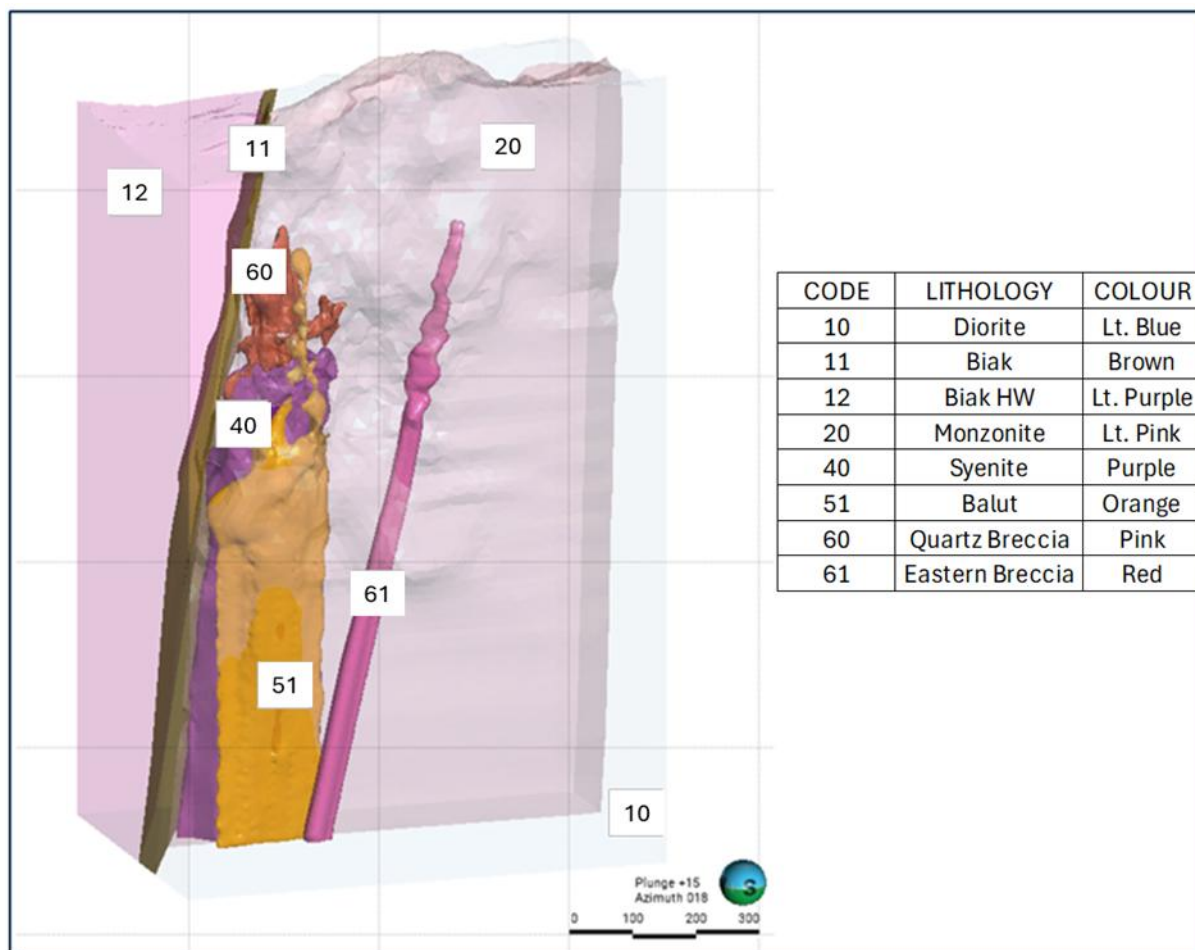 11
20
12
60
40
61
51
10
Plunge +15
Azimuth 018
S
0 100 200 300
CODE LITHOLOGY COLOUR
10 Diorite Lt. Blue
11 Biak Brown
12 Biak HW Lt. Purple
20 Monzonite Lt. Pink
40 Syenite Purple
51 Balut Orange
60 Quartz Breccia Pink
61 Eastern Breccia Red